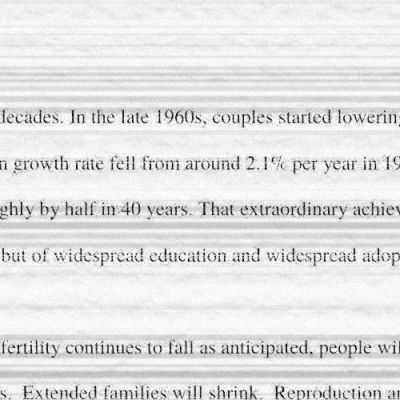 decades. In the late 1960s, couples started lowering
n growth rate fell from around 2.1% per year in 19
ghly by half in 40 years. That extraordinary achiev
but of widespread education and widespread adop
fertility continues to fall as anticipated, people wil
s. Extended families will shrink. Reproduction an